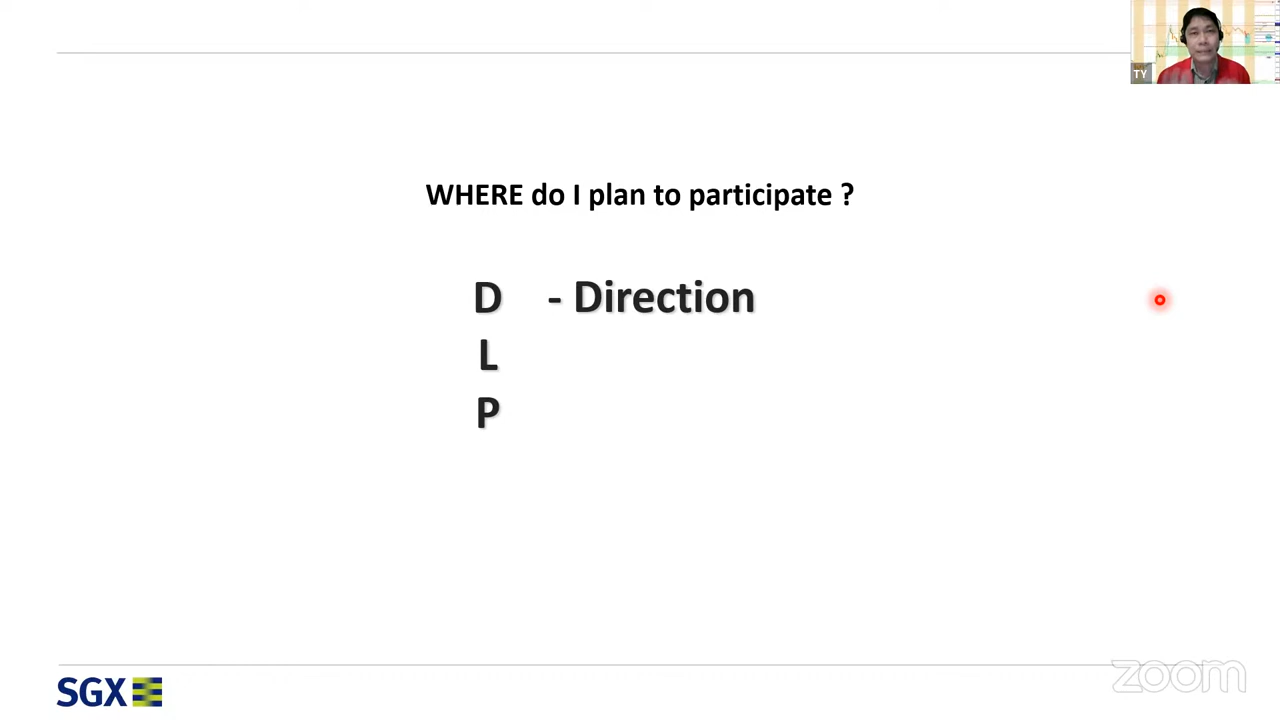 TY
WHERE do I plan to participate ?
D - Direction
L
P
SGX
zoom